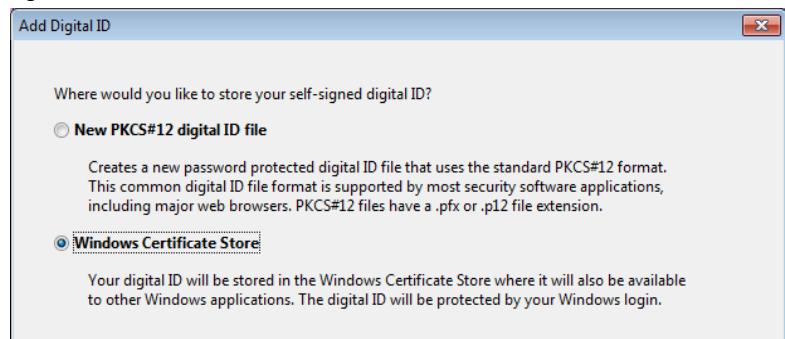 Add Digital ID
Where would you like to store your self-signed digital ID?
New PKCS#12 digital ID file
Creates a new password protected digital ID file that uses the standard PKCS#12 format.
This common digital ID file format is supported by most security software applications,
including major web browsers. PKCS#12 files have a .pfx or .p12 file extension.
Windows Certificate Store
Your digital ID will be stored in the Windows Certificate Store where it will also be available
to other Windows applications. The digital ID will be protected by your Windows login.